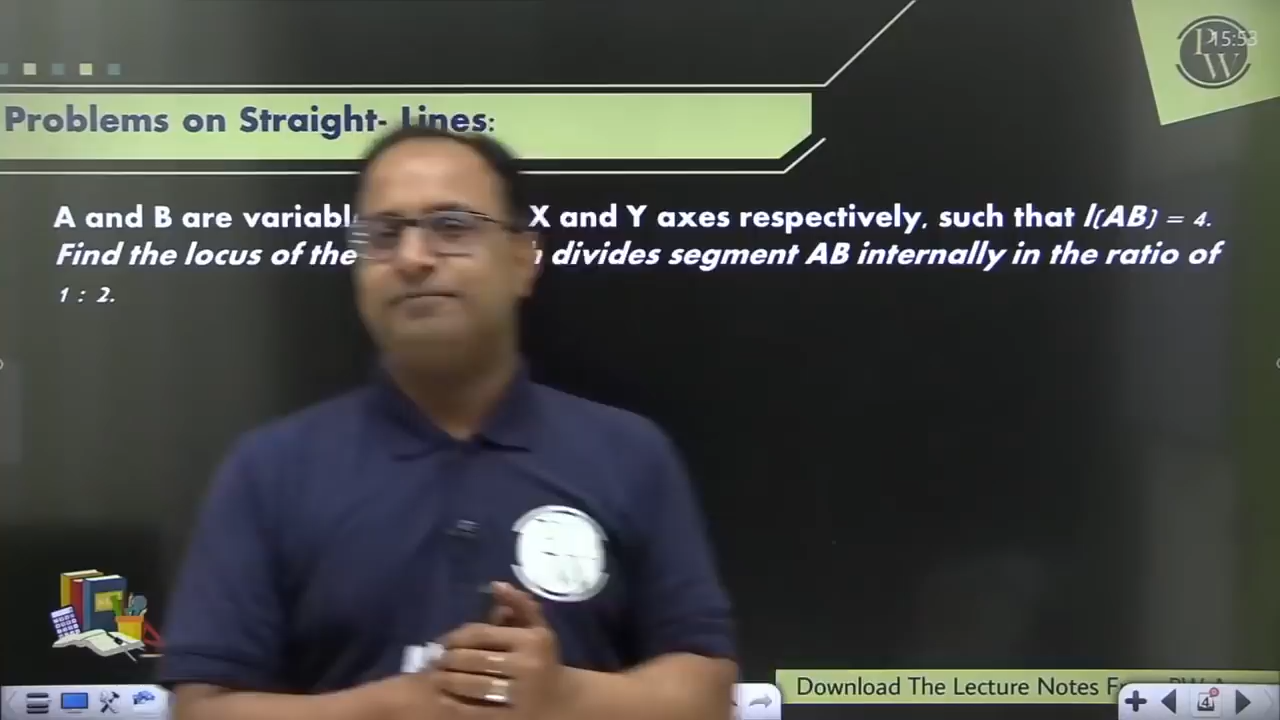 PW
15:53
Problems on Straight- Lines:
A and B are X and Y axes respectively, such that l(AB) = 4.
Find the locus of the divides segment AB internally in the ratio of
1 : 2.
Download The Lecture Notes
4